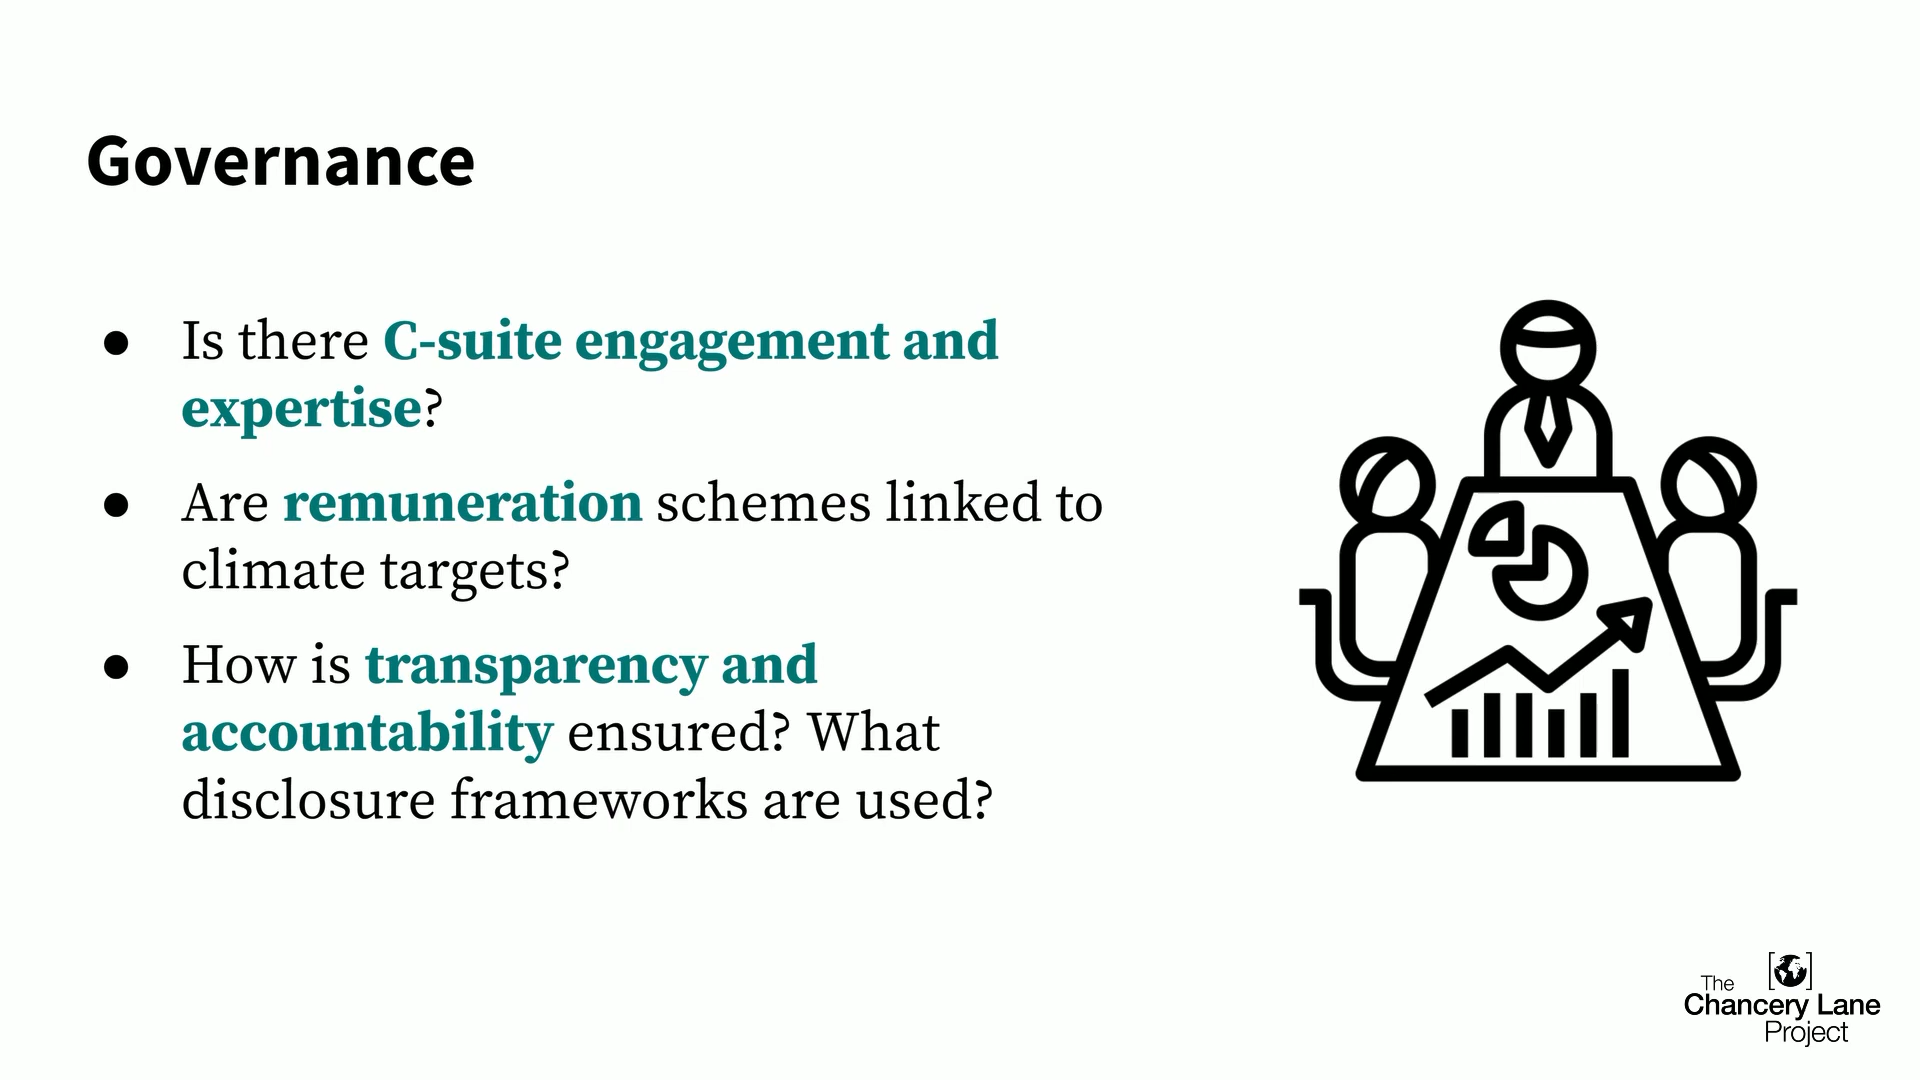 Governance
● Is there C-suite engagement and
expertise?
● Are remuneration schemes linked to
climate targets?
● How is transparency and
accountability ensured? What
disclosure frameworks are used?
The
Chancery Lane
Project